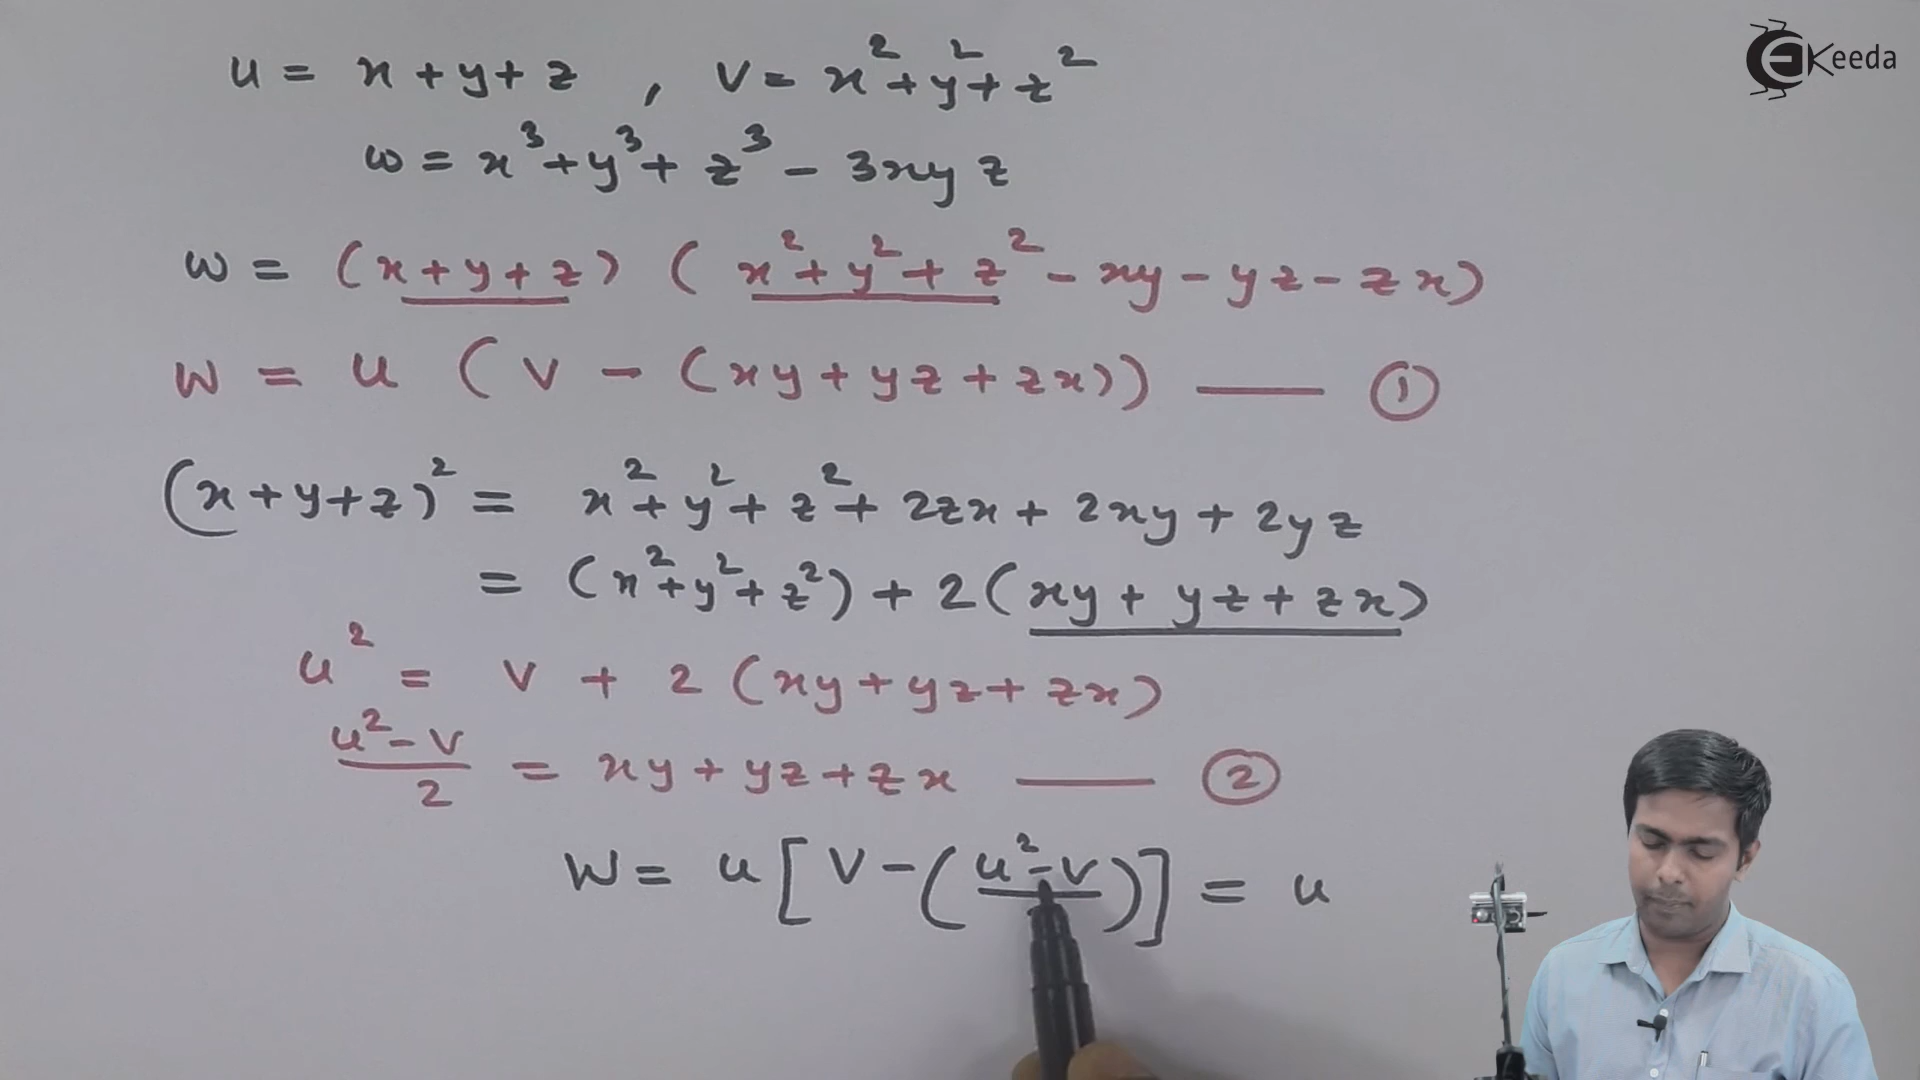 Keeda
u = x + y + z , v = x² + y² + z²
w = x³ + y³ + z³ - 3xyz
w = (x + y + z) (x² + y² + z² - xy - yz - zx)
w = u (v - (xy + yz + zx)) —— ①
(x + y + z)² = x² + y² + z² + 2zx + 2xy + 2yz
= (x² + y² + z²) + 2(xy + yz + zx)
u² = v + 2 (xy + yz + zx)
u² - v / 2 = xy + yz + zx —— ②
w = u [v - (u² - v)] = u